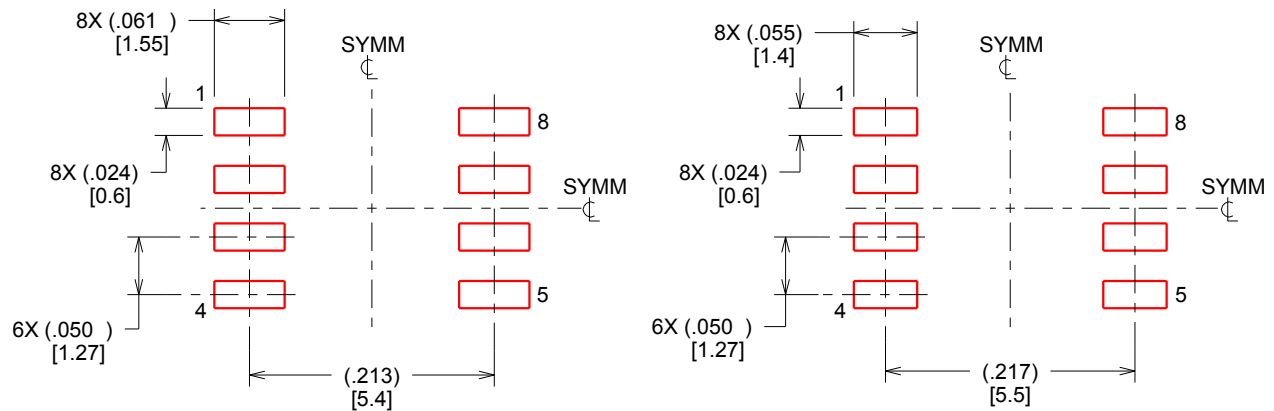 8X (.061 )
[1.55]
SYMM
℄
1
8
8X (.024)
[0.6]
SYMM
℄
6X (.050 )
[1.27]
4
5
(.213)
[5.4]
8X (.055)
[1.4]
SYMM
℄
1
8
8X (.024)
[0.6]
SYMM
℄
6X (.050 )
[1.27]
4
5
(.217)
[5.5]